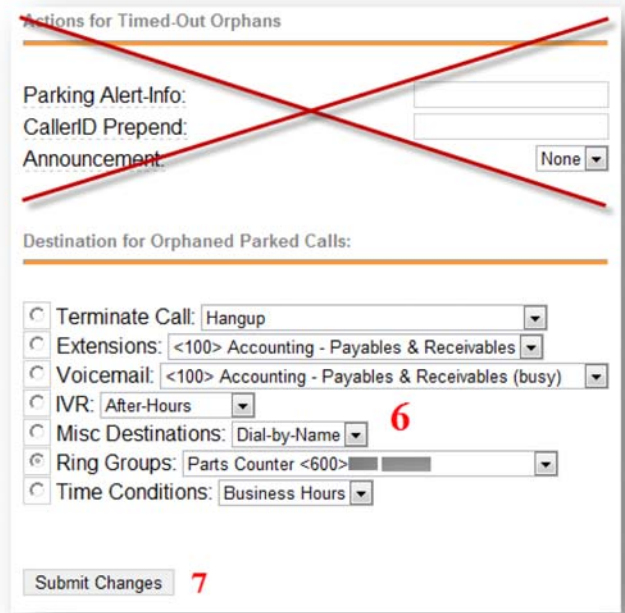 Actions for Timed-Out Orphans
Parking Alert-Info:
CallerID Prepend:
Announcement: None
Destination for Orphaned Parked Calls:
Terminate Call: Hangup
Extensions: <100> Accounting - Payables & Receivables
Voicemail: <100> Accounting - Payables & Receivables (busy)
IVR: After-Hours
6
Misc Destinations: Dial-by-Name
Ring Groups: Parts Counter <600>
Time Conditions: Business Hours
Submit Changes 7